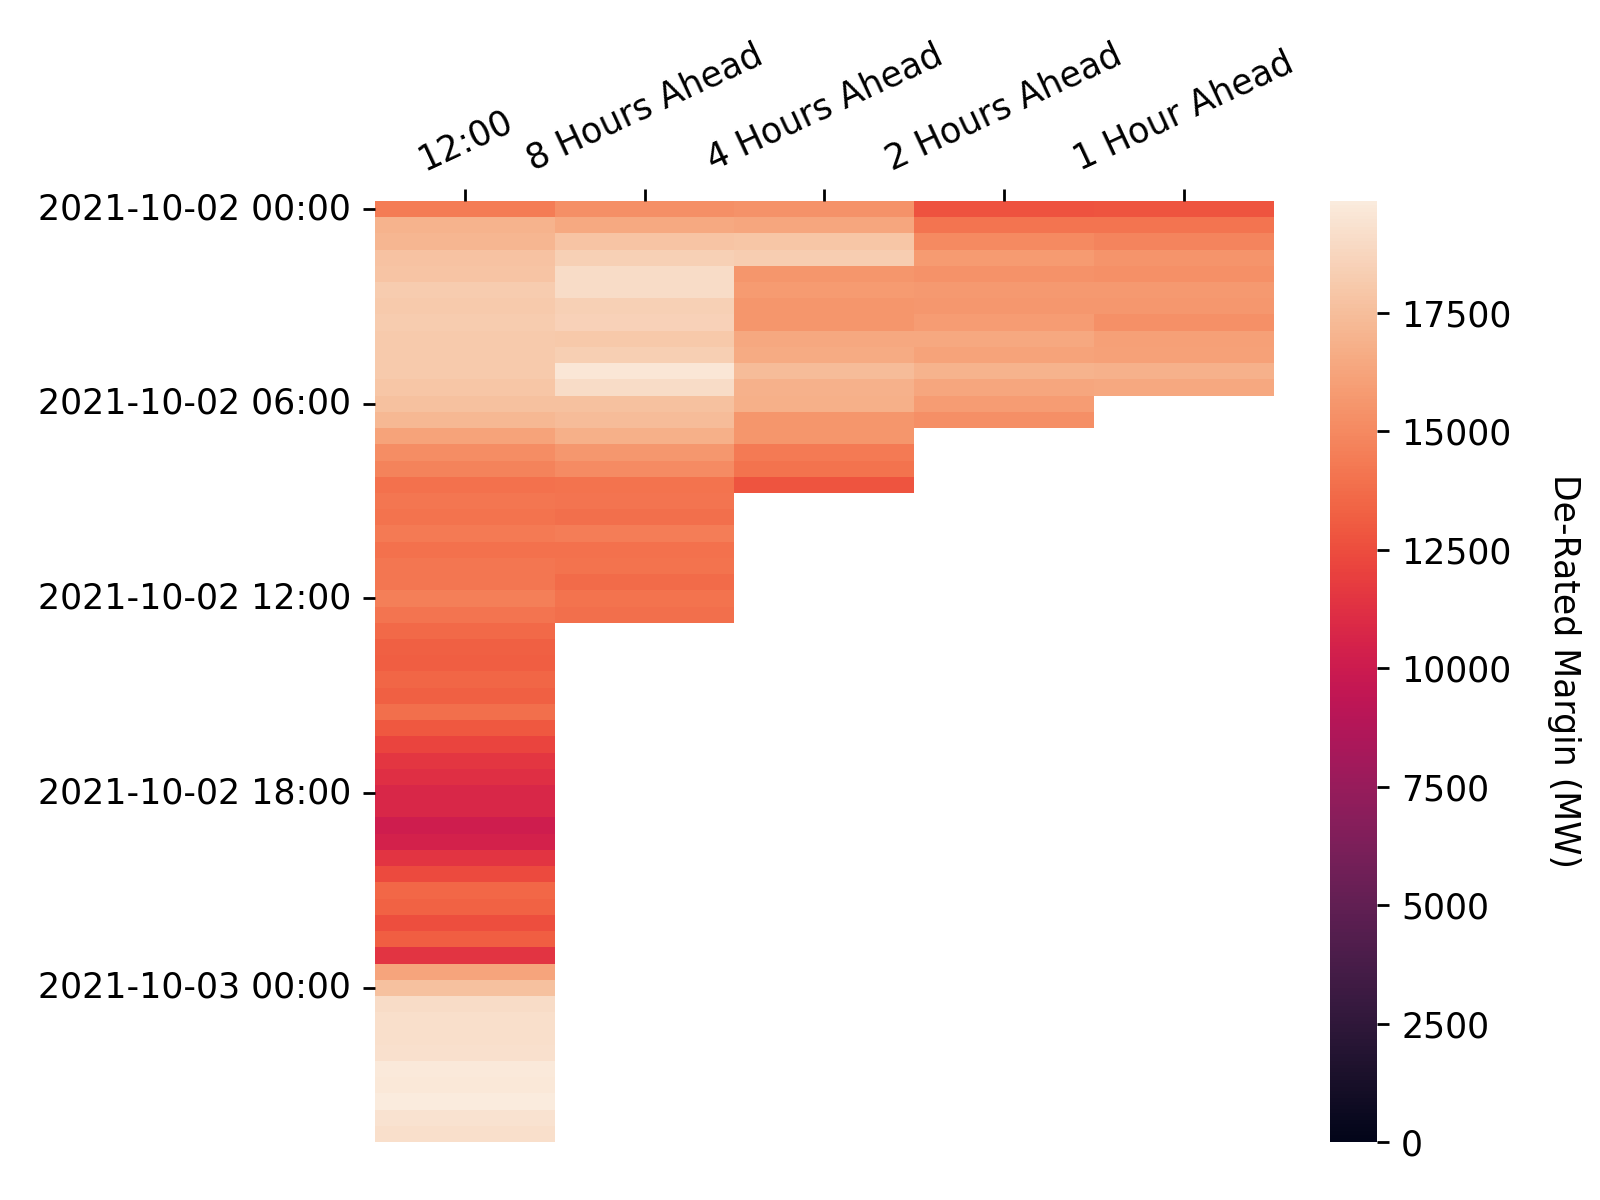 12:00
8 Hours Ahead
4 Hours Ahead
2 Hours Ahead
1 Hour Ahead
2021-10-02 00:00
2021-10-02 06:00
2021-10-02 12:00
2021-10-02 18:00
2021-10-03 00:00
17500
15000
12500
10000
7500
5000
2500
0
De-Rated Margin (MW)